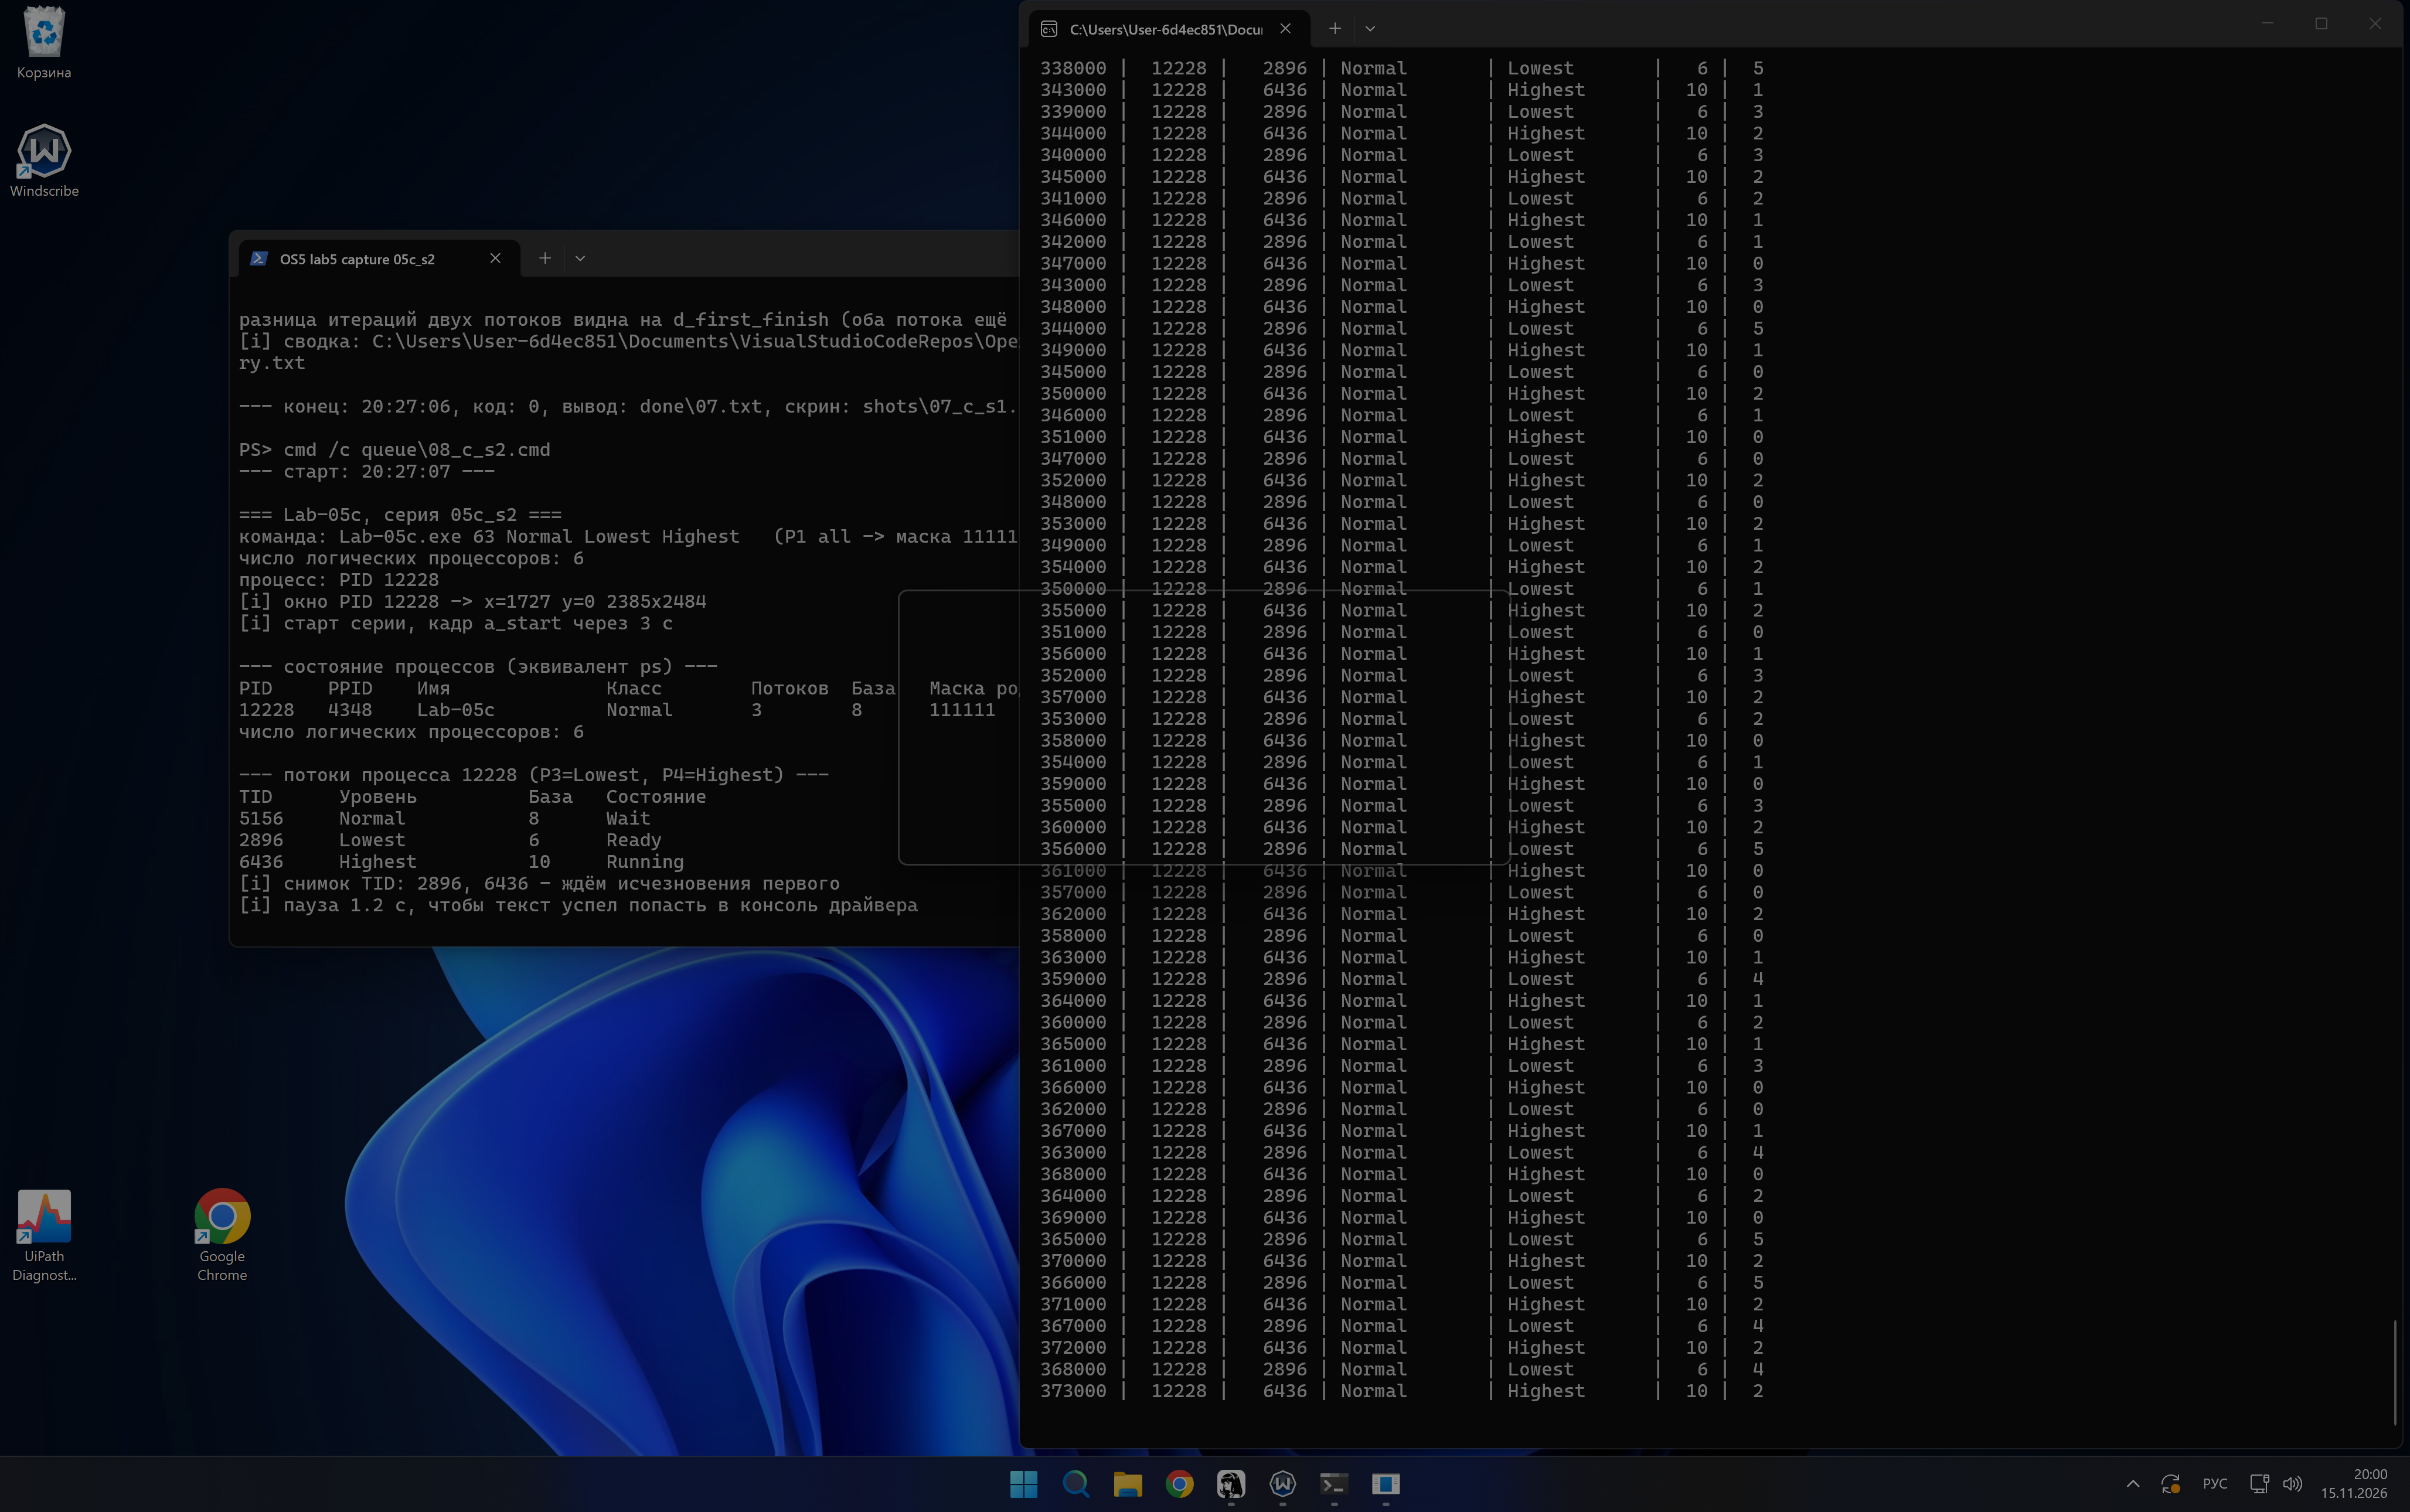 Корзина
Windscribe
UiPath
Diagnost...
Google
Chrome
OS5 lab5 capture 05c_s2
разница итераций двух потоков видна на d_first_finish (оба потока ещё
[i] сводка: C:\Users\User-6d4ec851\Documents\VisualStudioCodeRepos\Ope
ry.txt
--- конец: 20:27:06, код: 0, вывод: done\07.txt, скрин: shots\07_c_s1.
PS> cmd /c queue\08_c_s2.cmd
--- старт: 20:27:07 ---
=== Lab-05c, серия 05c_s2 ===
команда: Lab-05c.exe 63 Normal Lowest Highest   (P1 all -> маска 11111
число логических процессоров: 6
процесс: PID 12228
[i] окно PID 12228 -> x=1727 y=0 2385x2484
[i] старт серии, кадр a_start через 3 с
--- состояние процессов (эквивалент ps) ---
PID     PPID    Имя              Класс        Потоков  База   Маска ро
12228   4348    Lab-05c          Normal       3        8      111111
число логических процессоров: 6
--- потоки процесса 12228 (P3=Lowest, P4=Highest) ---
TID      Уровень          База   Состояние
5156     Normal           8      Wait
2896     Lowest           6      Ready
6436     Highest          10     Running
[i] снимок TID: 2896, 6436 - ждём исчезновения первого
[i] пауза 1.2 с, чтобы текст успел попасть в консоль драйвера
C:\Users\User-6d4ec851\Docu
338000 |  12228 |   2896 | Normal       | Lowest       |   6 |  5
343000 |  12228 |   6436 | Normal       | Highest      |  10 |  1
339000 |  12228 |   2896 | Normal       | Lowest       |   6 |  3
344000 |  12228 |   6436 | Normal       | Highest      |  10 |  2
340000 |  12228 |   2896 | Normal       | Lowest       |   6 |  3
345000 |  12228 |   6436 | Normal       | Highest      |  10 |  2
341000 |  12228 |   2896 | Normal       | Lowest       |   6 |  2
346000 |  12228 |   6436 | Normal       | Highest      |  10 |  1
342000 |  12228 |   2896 | Normal       | Lowest       |   6 |  1
347000 |  12228 |   6436 | Normal       | Highest      |  10 |  0
343000 |  12228 |   2896 | Normal       | Lowest       |   6 |  3
348000 |  12228 |   6436 | Normal       | Highest      |  10 |  0
344000 |  12228 |   2896 | Normal       | Lowest       |   6 |  5
349000 |  12228 |   6436 | Normal       | Highest      |  10 |  1
345000 |  12228 |   2896 | Normal       | Lowest       |   6 |  0
350000 |  12228 |   6436 | Normal       | Highest      |  10 |  2
346000 |  12228 |   2896 | Normal       | Lowest       |   6 |  1
351000 |  12228 |   6436 | Normal       | Highest      |  10 |  0
347000 |  12228 |   2896 | Normal       | Lowest       |   6 |  0
352000 |  12228 |   6436 | Normal       | Highest      |  10 |  2
348000 |  12228 |   2896 | Normal       | Lowest       |   6 |  0
353000 |  12228 |   6436 | Normal       | Highest      |  10 |  2
349000 |  12228 |   2896 | Normal       | Lowest       |   6 |  1
354000 |  12228 |   6436 | Normal       | Highest      |  10 |  2
350000 |  12228 |   2896 | Normal       | Lowest       |   6 |  1
355000 |  12228 |   6436 | Normal       | Highest      |  10 |  2
351000 |  12228 |   2896 | Normal       | Lowest       |   6 |  0
356000 |  12228 |   6436 | Normal       | Highest      |  10 |  1
352000 |  12228 |   2896 | Normal       | Lowest       |   6 |  3
357000 |  12228 |   6436 | Normal       | Highest      |  10 |  2
353000 |  12228 |   2896 | Normal       | Lowest       |   6 |  2
358000 |  12228 |   6436 | Normal       | Highest      |  10 |  0
354000 |  12228 |   2896 | Normal       | Lowest       |   6 |  1
359000 |  12228 |   6436 | Normal       | Highest      |  10 |  0
355000 |  12228 |   2896 | Normal       | Lowest       |   6 |  3
360000 |  12228 |   6436 | Normal       | Highest      |  10 |  2
356000 |  12228 |   2896 | Normal       | Lowest       |   6 |  5
361000 |  12228 |   6436 | Normal       | Highest      |  10 |  0
357000 |  12228 |   2896 | Normal       | Lowest       |   6 |  0
362000 |  12228 |   6436 | Normal       | Highest      |  10 |  2
358000 |  12228 |   2896 | Normal       | Lowest       |   6 |  0
363000 |  12228 |   6436 | Normal       | Highest      |  10 |  1
359000 |  12228 |   2896 | Normal       | Lowest       |   6 |  4
364000 |  12228 |   6436 | Normal       | Highest      |  10 |  1
360000 |  12228 |   2896 | Normal       | Lowest       |   6 |  2
365000 |  12228 |   6436 | Normal       | Highest      |  10 |  1
361000 |  12228 |   2896 | Normal       | Lowest       |   6 |  3
366000 |  12228 |   6436 | Normal       | Highest      |  10 |  0
362000 |  12228 |   2896 | Normal       | Lowest       |   6 |  0
367000 |  12228 |   6436 | Normal       | Highest      |  10 |  1
363000 |  12228 |   2896 | Normal       | Lowest       |   6 |  4
368000 |  12228 |   6436 | Normal       | Highest      |  10 |  0
364000 |  12228 |   2896 | Normal       | Lowest       |   6 |  2
369000 |  12228 |   6436 | Normal       | Highest      |  10 |  0
365000 |  12228 |   2896 | Normal       | Lowest       |   6 |  5
370000 |  12228 |   6436 | Normal       | Highest      |  10 |  2
366000 |  12228 |   2896 | Normal       | Lowest       |   6 |  5
371000 |  12228 |   6436 | Normal       | Highest      |  10 |  2
367000 |  12228 |   2896 | Normal       | Lowest       |   6 |  4
372000 |  12228 |   6436 | Normal       | Highest      |  10 |  2
368000 |  12228 |   2896 | Normal       | Lowest       |   6 |  4
373000 |  12228 |   6436 | Normal       | Highest      |  10 |  2
РУС
20:00
15.11.2026